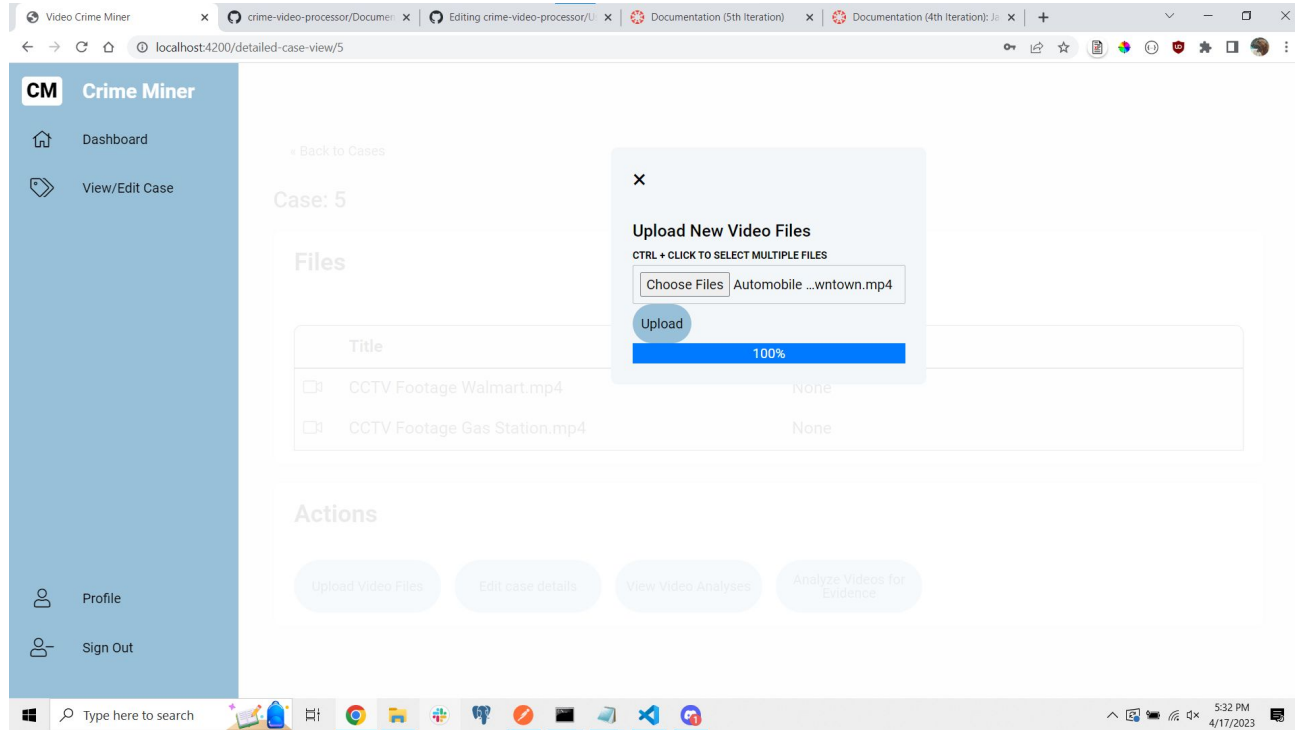 Video Crime Miner
crime-video-processor/Documen
Editing crime-video-processor/U
Documentation (5th Iteration)
Documentation (4th Iteration): Ja
localhost:4200/detailed-case-view/5
CM Crime Miner
Dashboard
View/Edit Case
Profile
Sign Out
« Back to Cases
Case: 5
Files
Title
CCTV Footage Walmart.mp4 None
CCTV Footage Gas Station.mp4 None
Actions
Upload Video Files
Edit case details
View Video Analyses
Analyze Videos for
Evidence
Upload New Video Files
CTRL + CLICK TO SELECT MULTIPLE FILES
Choose Files Automobile ...wntown.mp4
Upload
100%
Type here to search
5:32 PM
4/17/2023